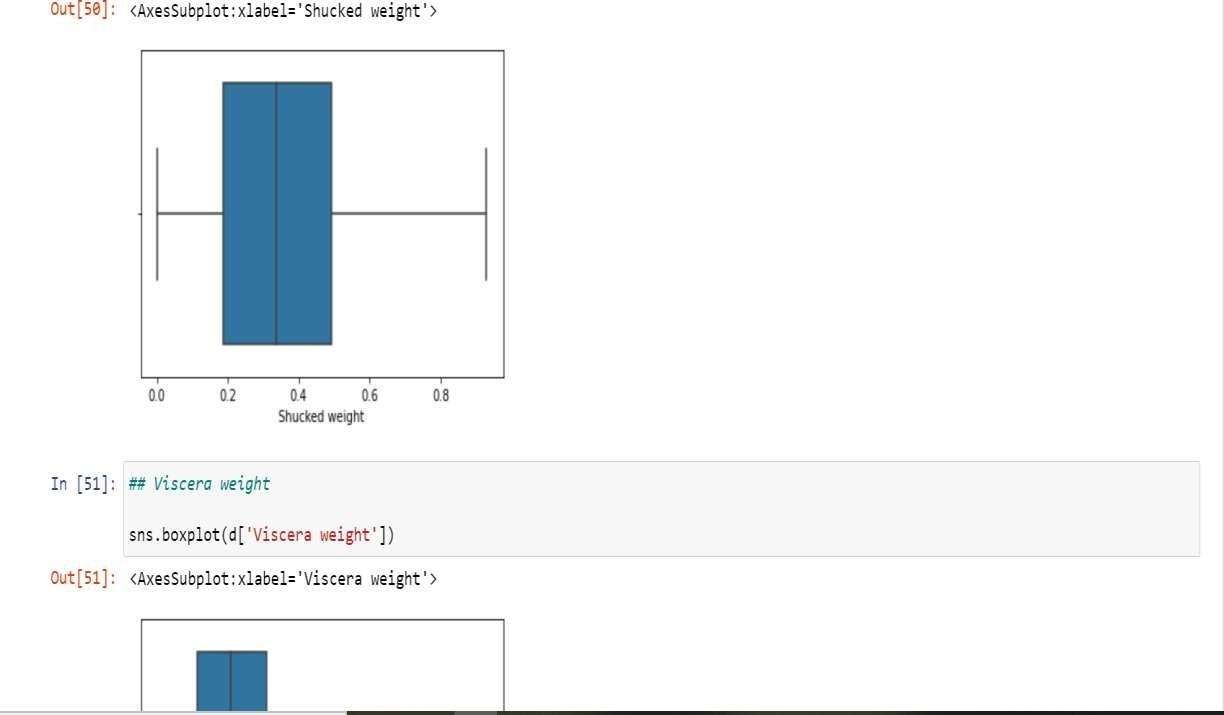 Out[50]: <AxesSubplot:xlabel='Shucked weight'>
0.0 0.2 0.4 0.6 0.8
Shucked weight
In [51]: ## Viscera weight
sns.boxplot(d['Viscera weight'])
Out[51]: <AxesSubplot:xlabel='Viscera weight'>